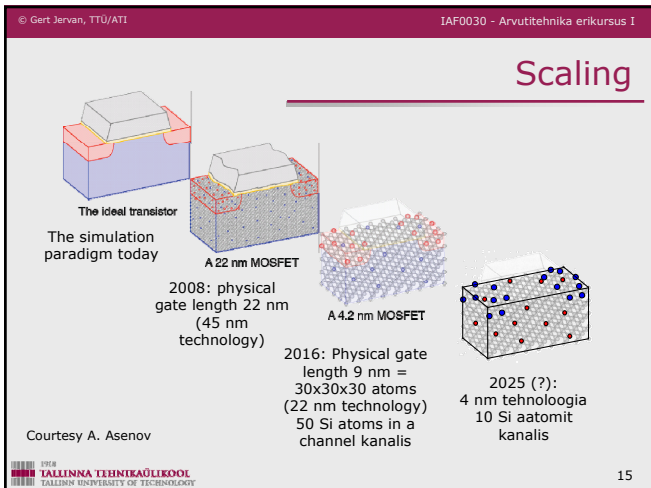 © Gert Jervan, TTÜ/ATI
IAF0030 - Arvutitehnika erikursus I
Scaling
The ideal transistor
The simulation
paradigm today
A 22 nm MOSFET
2008: physical
gate length 22 nm
(45 nm
technology)
A 4.2 nm MOSFET
2016: Physical gate
length 9 nm =
30x30x30 atoms
(22 nm technology)
50 Si atoms in a
channel kanalis
2025 (?):
4 nm tehnoloogia
10 Si aatomit
kanalis
Courtesy A. Asenov
1918
TALLINNA TEHNIKAÜLIKOOL
TALLINN UNIVERSITY OF TECHNOLOGY
15